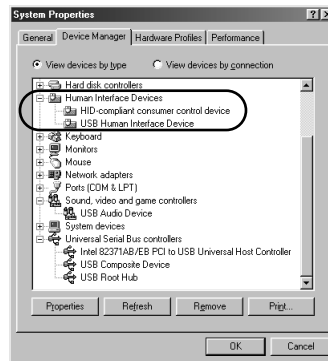 System Properties
General Device Manager Hardware Profiles Performance
View devices by type View devices by connection
Hard disk controllers
Human Interface Devices
HID-compliant consumer control device
USB Human Interface Device
Keyboard
Monitors
Mouse
Network adapters
Ports (COM & LPT)
Sound, video and game controllers
USB Audio Device
System devices
Universal Serial Bus controllers
Intel 82371AB/EB PCI to USB Universal Host Controller
USB Composite Device
USB Root Hub
Properties Refresh Remove Print...
OK Cancel